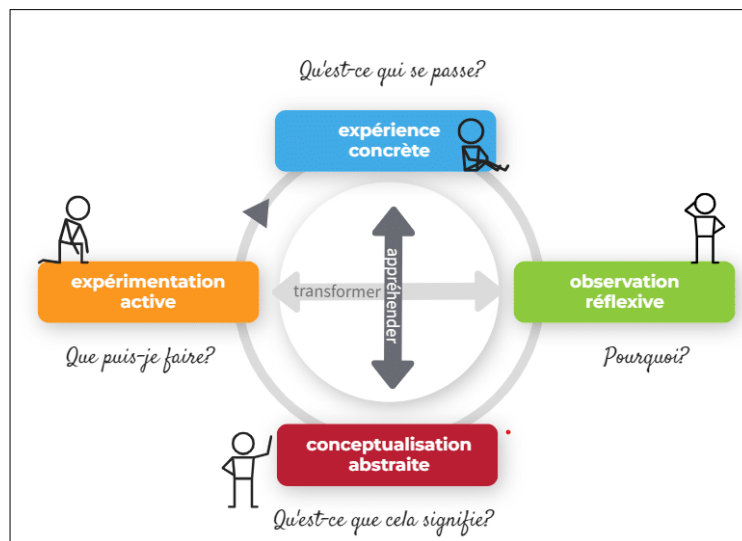 Qu'est-ce qui se passe?
expérience
concrète
expérimentation
active
transformer
appréhender
observation
réflexive
Que puis-je faire?
Pourquoi?
conceptualisation
abstraite
Qu'est-ce que cela signifie?